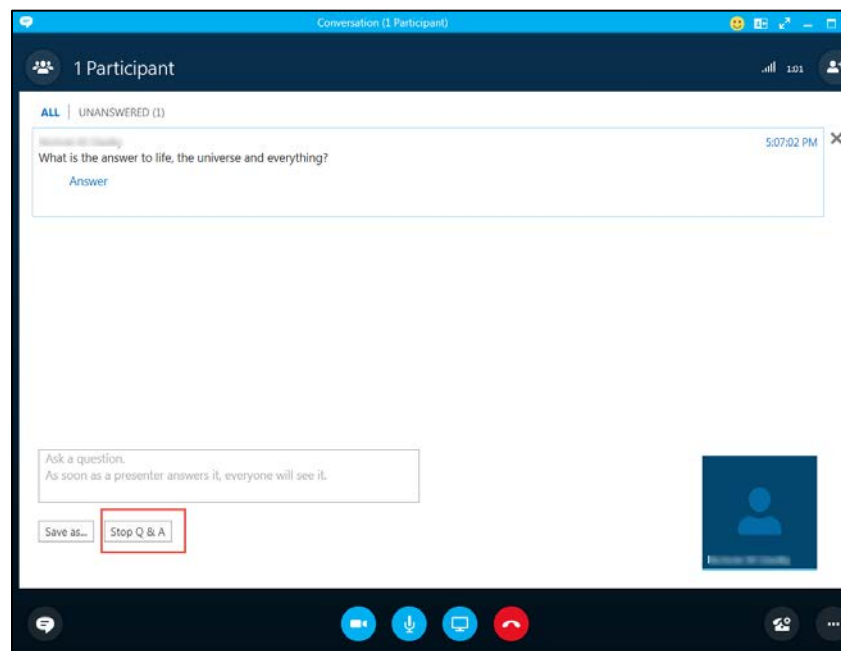 Conversation (1 Participant)
1 Participant
1:01
ALL | UNANSWERED (1)
5:07:02 PM
What is the answer to life, the universe and everything?
Answer
Ask a question.
As soon as a presenter answers it, everyone will see it.
Save as...
Stop Q & A